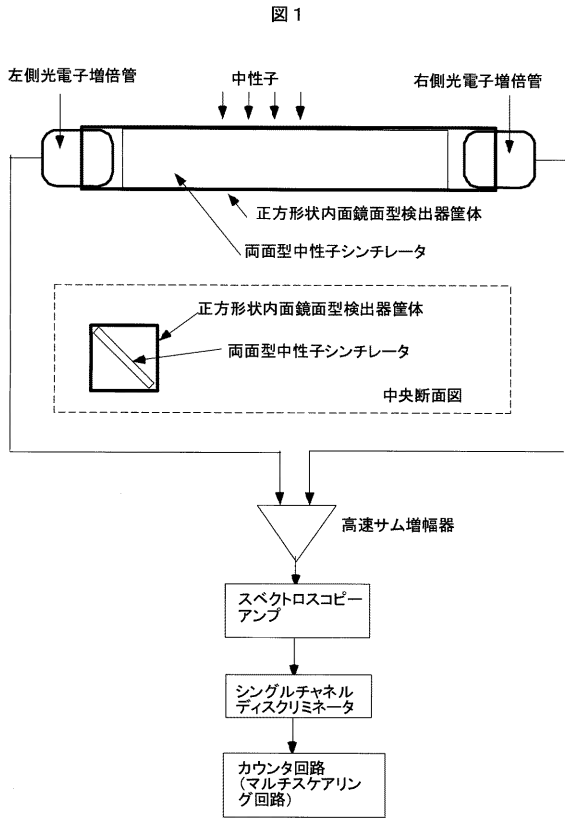 図１
左側光電子増倍管
中性子
右側光電子増倍管
正方形状内面鏡面型検出器筐体
両面型中性子シンチレータ
正方形状内面鏡面型検出器筐体
両面型中性子シンチレータ
中央断面図
高速サム増幅器
スペクトロスコピー
アンプ
シングルチャネル
ディスクリミネータ
カウンタ回路
（マルチスケアリン
グ回路）